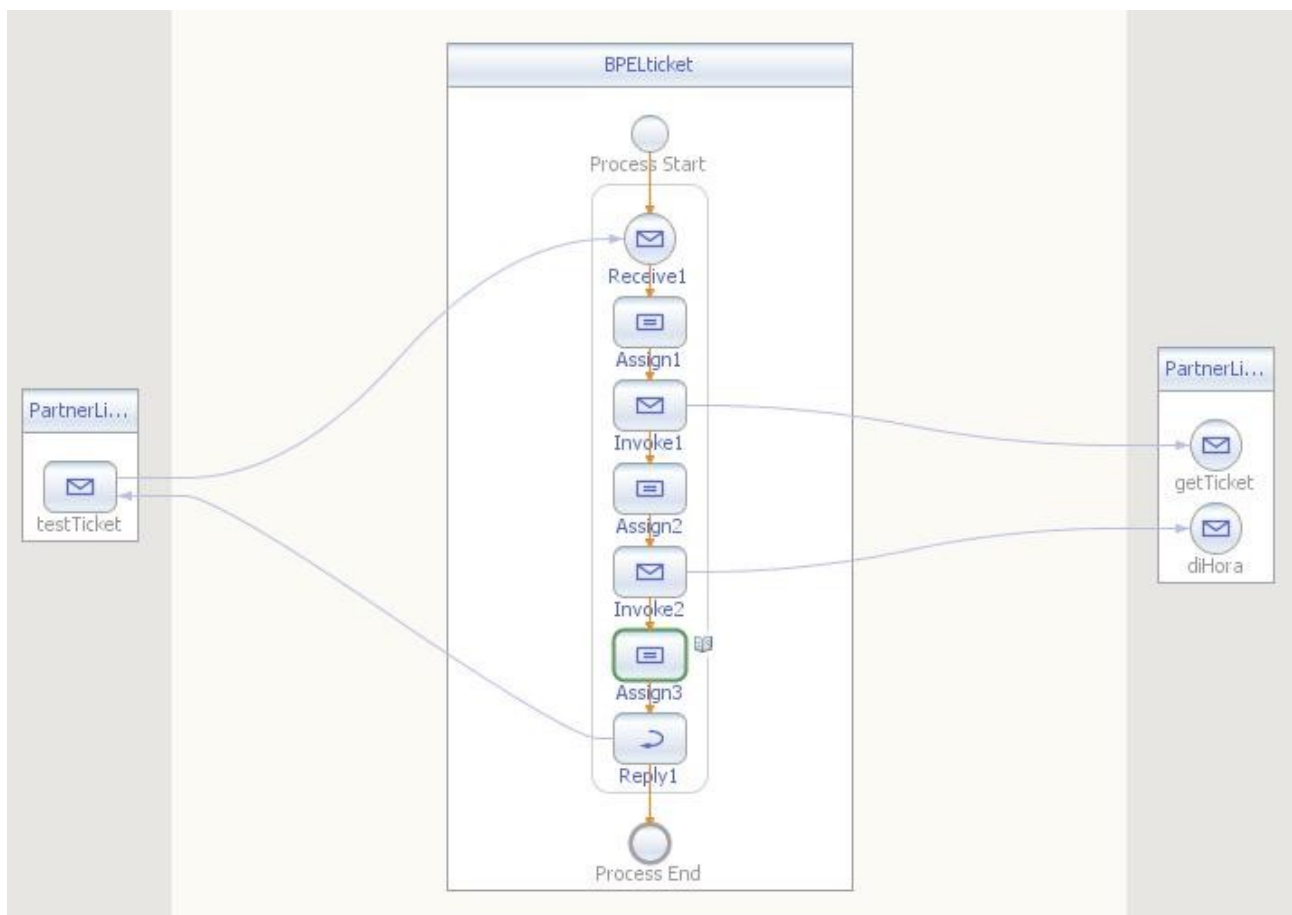 BPELticket
Process Start
Receive1
Assign1
Invoke1
Assign2
Invoke2
Assign3
Reply1
Process End
PartnerLi...
testTicket
PartnerLi...
getTicket
diHora